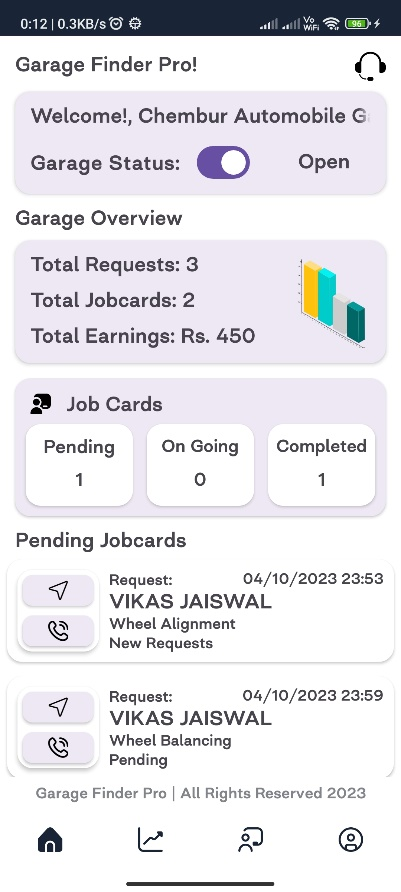 0:12 | 0.3KB/s
Vo
WiFi
96
Garage Finder Pro!
Welcome!, Chembur Automobile
Garage Status:
Open
Garage Overview
Total Requests: 3
Total Jobcards: 2
Total Earnings: Rs. 450
Job Cards
Pending
On Going
Completed
1
0
1
Pending Jobcards
Request:
04/10/2023 23:53
VIKAS JAISWAL
Wheel Alignment
New Requests
Request:
04/10/2023 23:59
VIKAS JAISWAL
Wheel Balancing
Pending
Garage Finder Pro | All Rights Reserved 2023